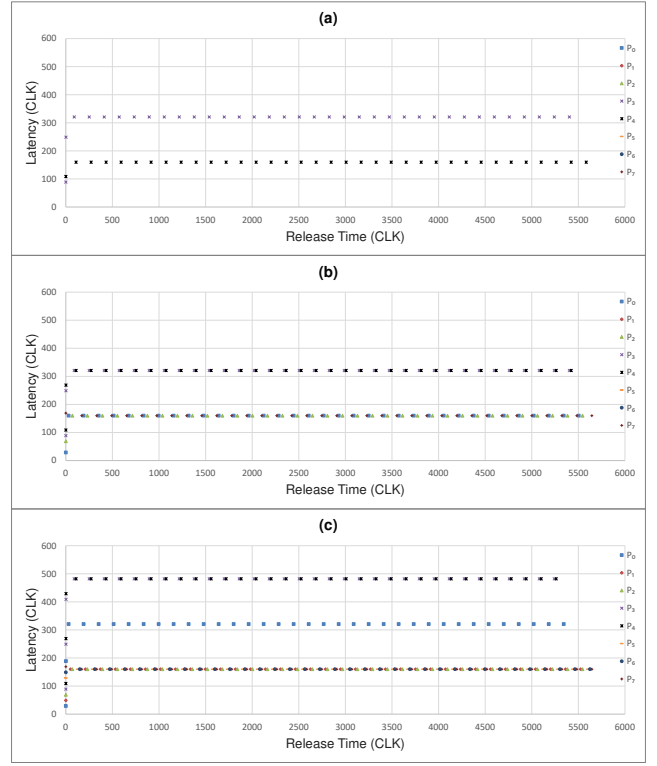 (a)
600
500
400
300
200
100
0
Latency (CLK)
0 500 1000 1500 2000 2500 3000 3500 4000 4500 5000 5500 6000
Release Time (CLK)
P₀
P₁
P₂
P₃
P₄
P₅
P₆
P₇
(b)
600
500
400
300
200
100
0
Latency (CLK)
0 500 1000 1500 2000 2500 3000 3500 4000 4500 5000 5500 6000
Release Time (CLK)
P₀
P₁
P₂
P₃
P₄
P₅
P₆
P₇
(c)
600
500
400
300
200
100
0
Latency (CLK)
0 500 1000 1500 2000 2500 3000 3500 4000 4500 5000 5500 6000
Release Time (CLK)
P₀
P₁
P₂
P₃
P₄
P₅
P₆
P₇